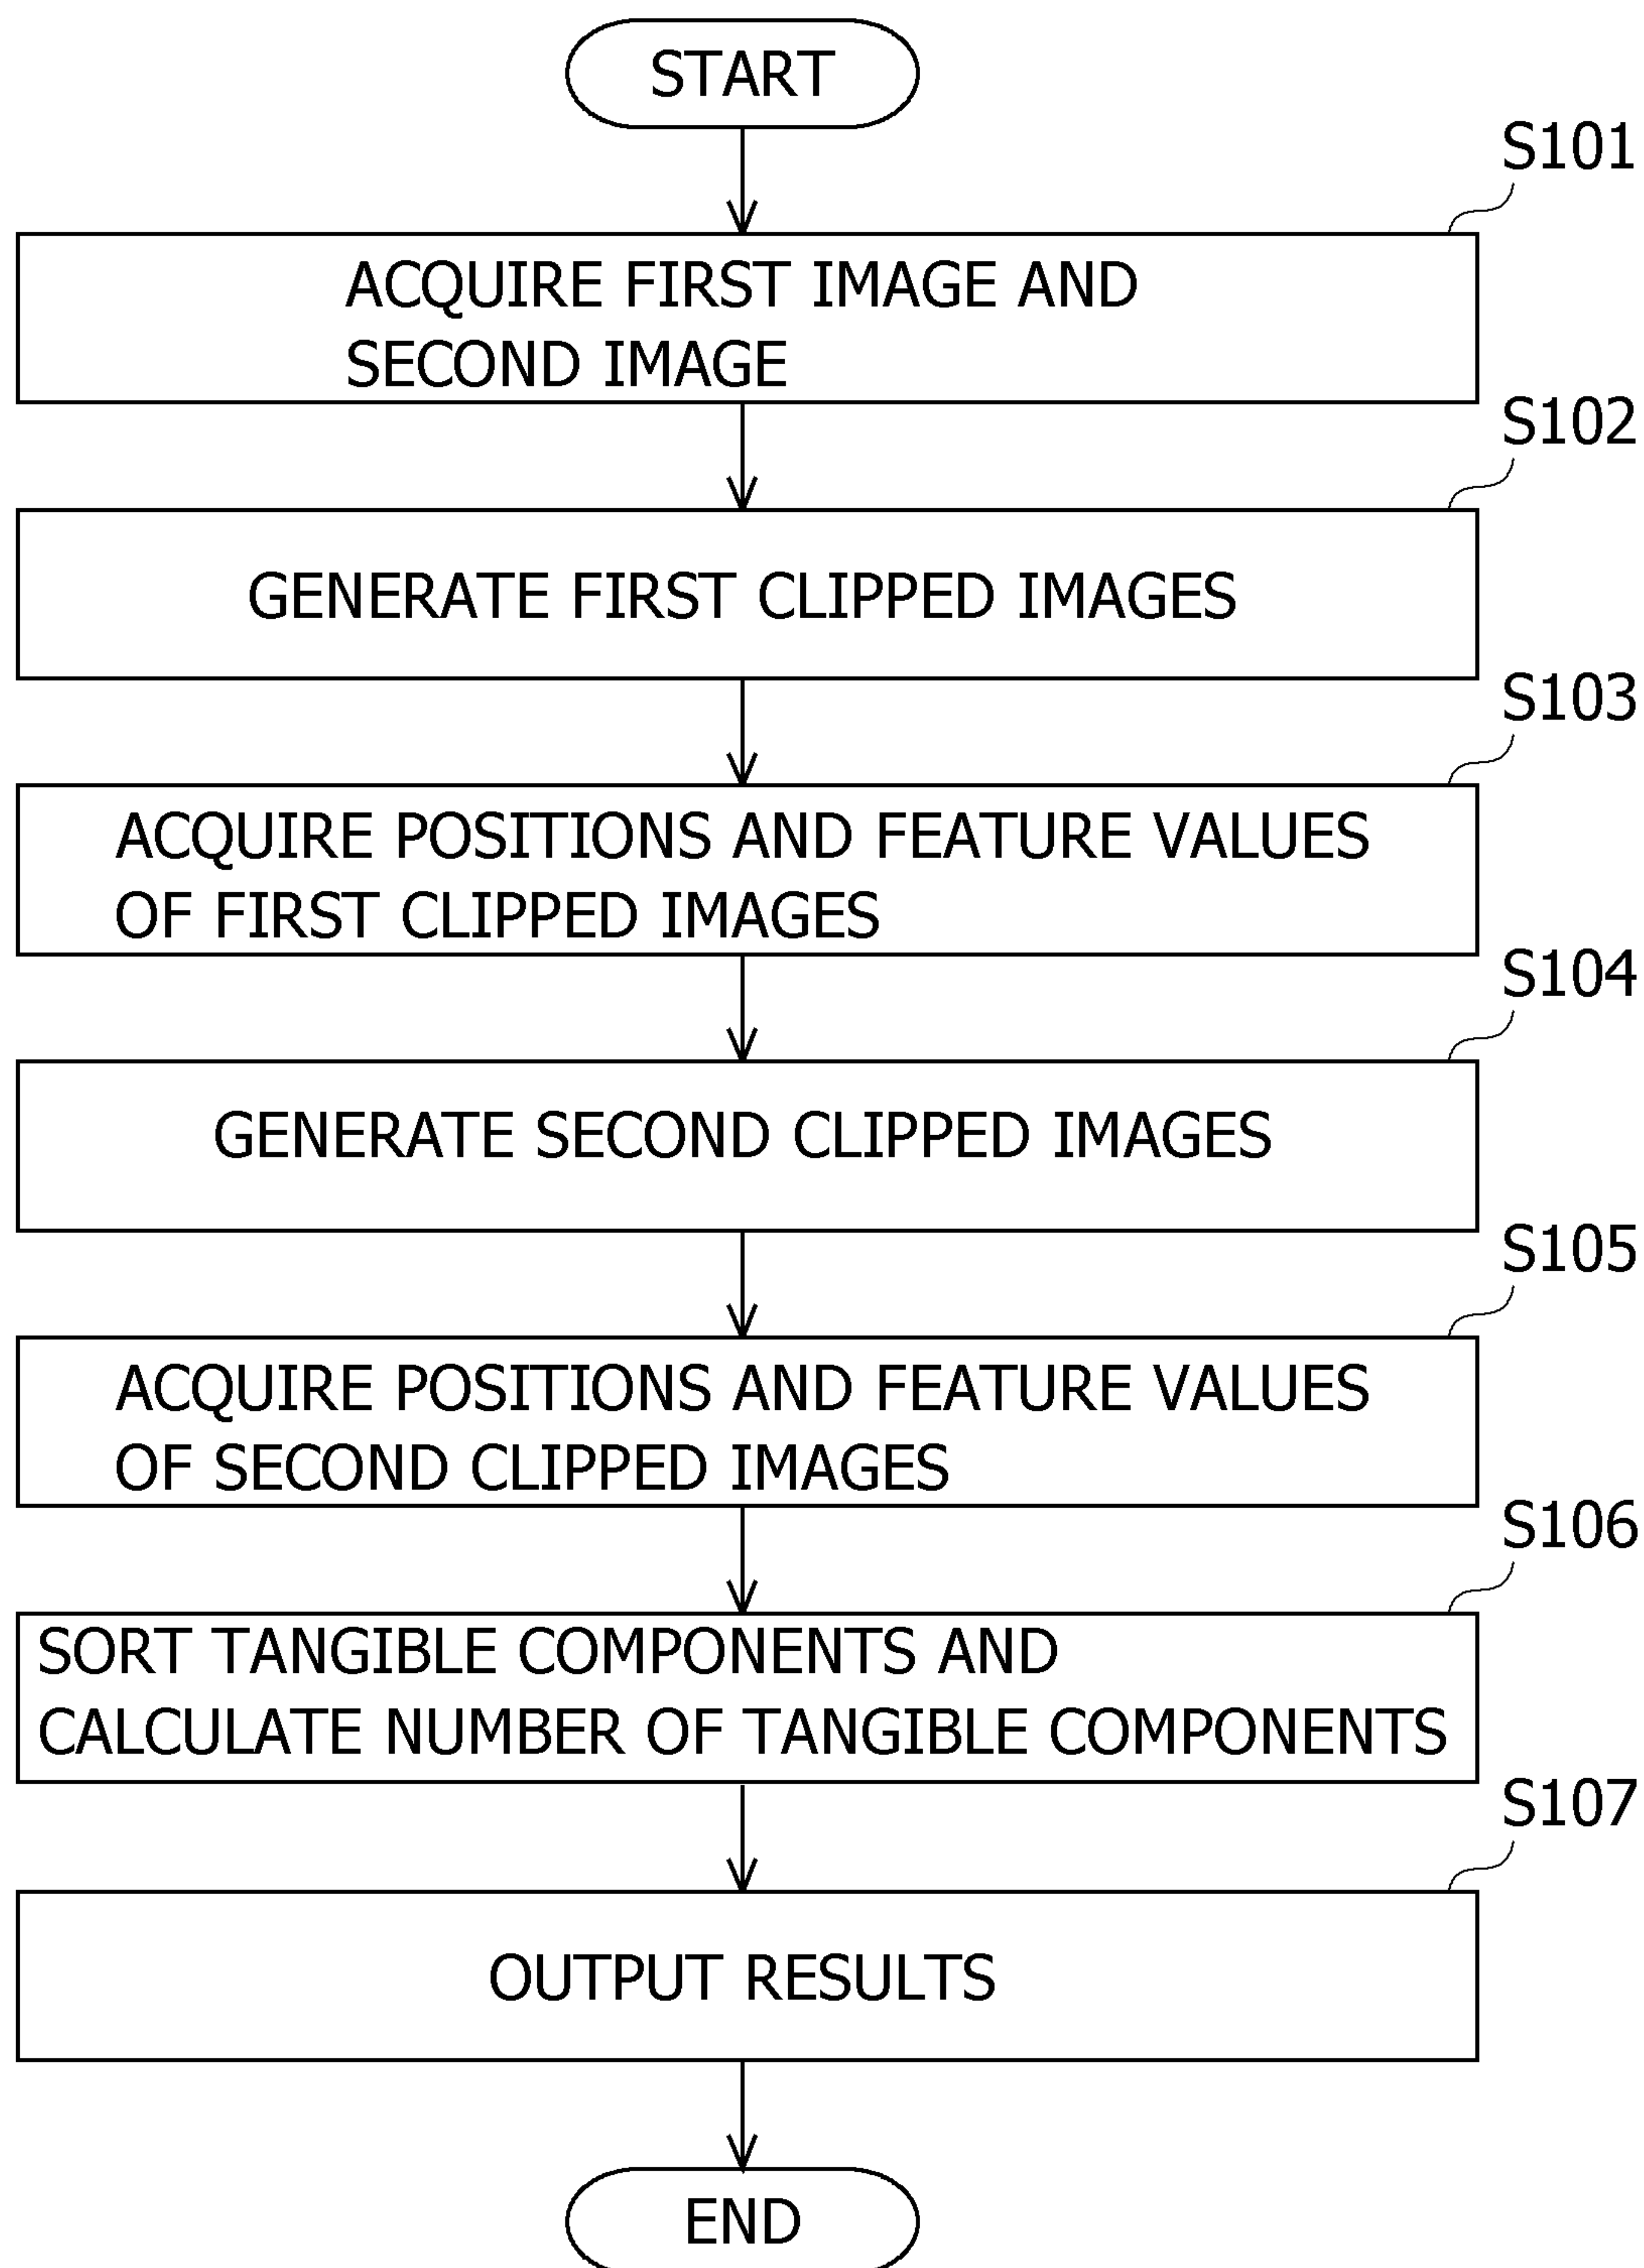 START
S101
ACQUIRE FIRST IMAGE AND
SECOND IMAGE
S102
GENERATE FIRST CLIPPED IMAGES
S103
ACQUIRE POSITIONS AND FEATURE VALUES
OF FIRST CLIPPED IMAGES
S104
GENERATE SECOND CLIPPED IMAGES
S105
ACQUIRE POSITIONS AND FEATURE VALUES
OF SECOND CLIPPED IMAGES
S106
SORT TANGIBLE COMPONENTS AND
CALCULATE NUMBER OF TANGIBLE COMPONENTS
S107
OUTPUT RESULTS
END